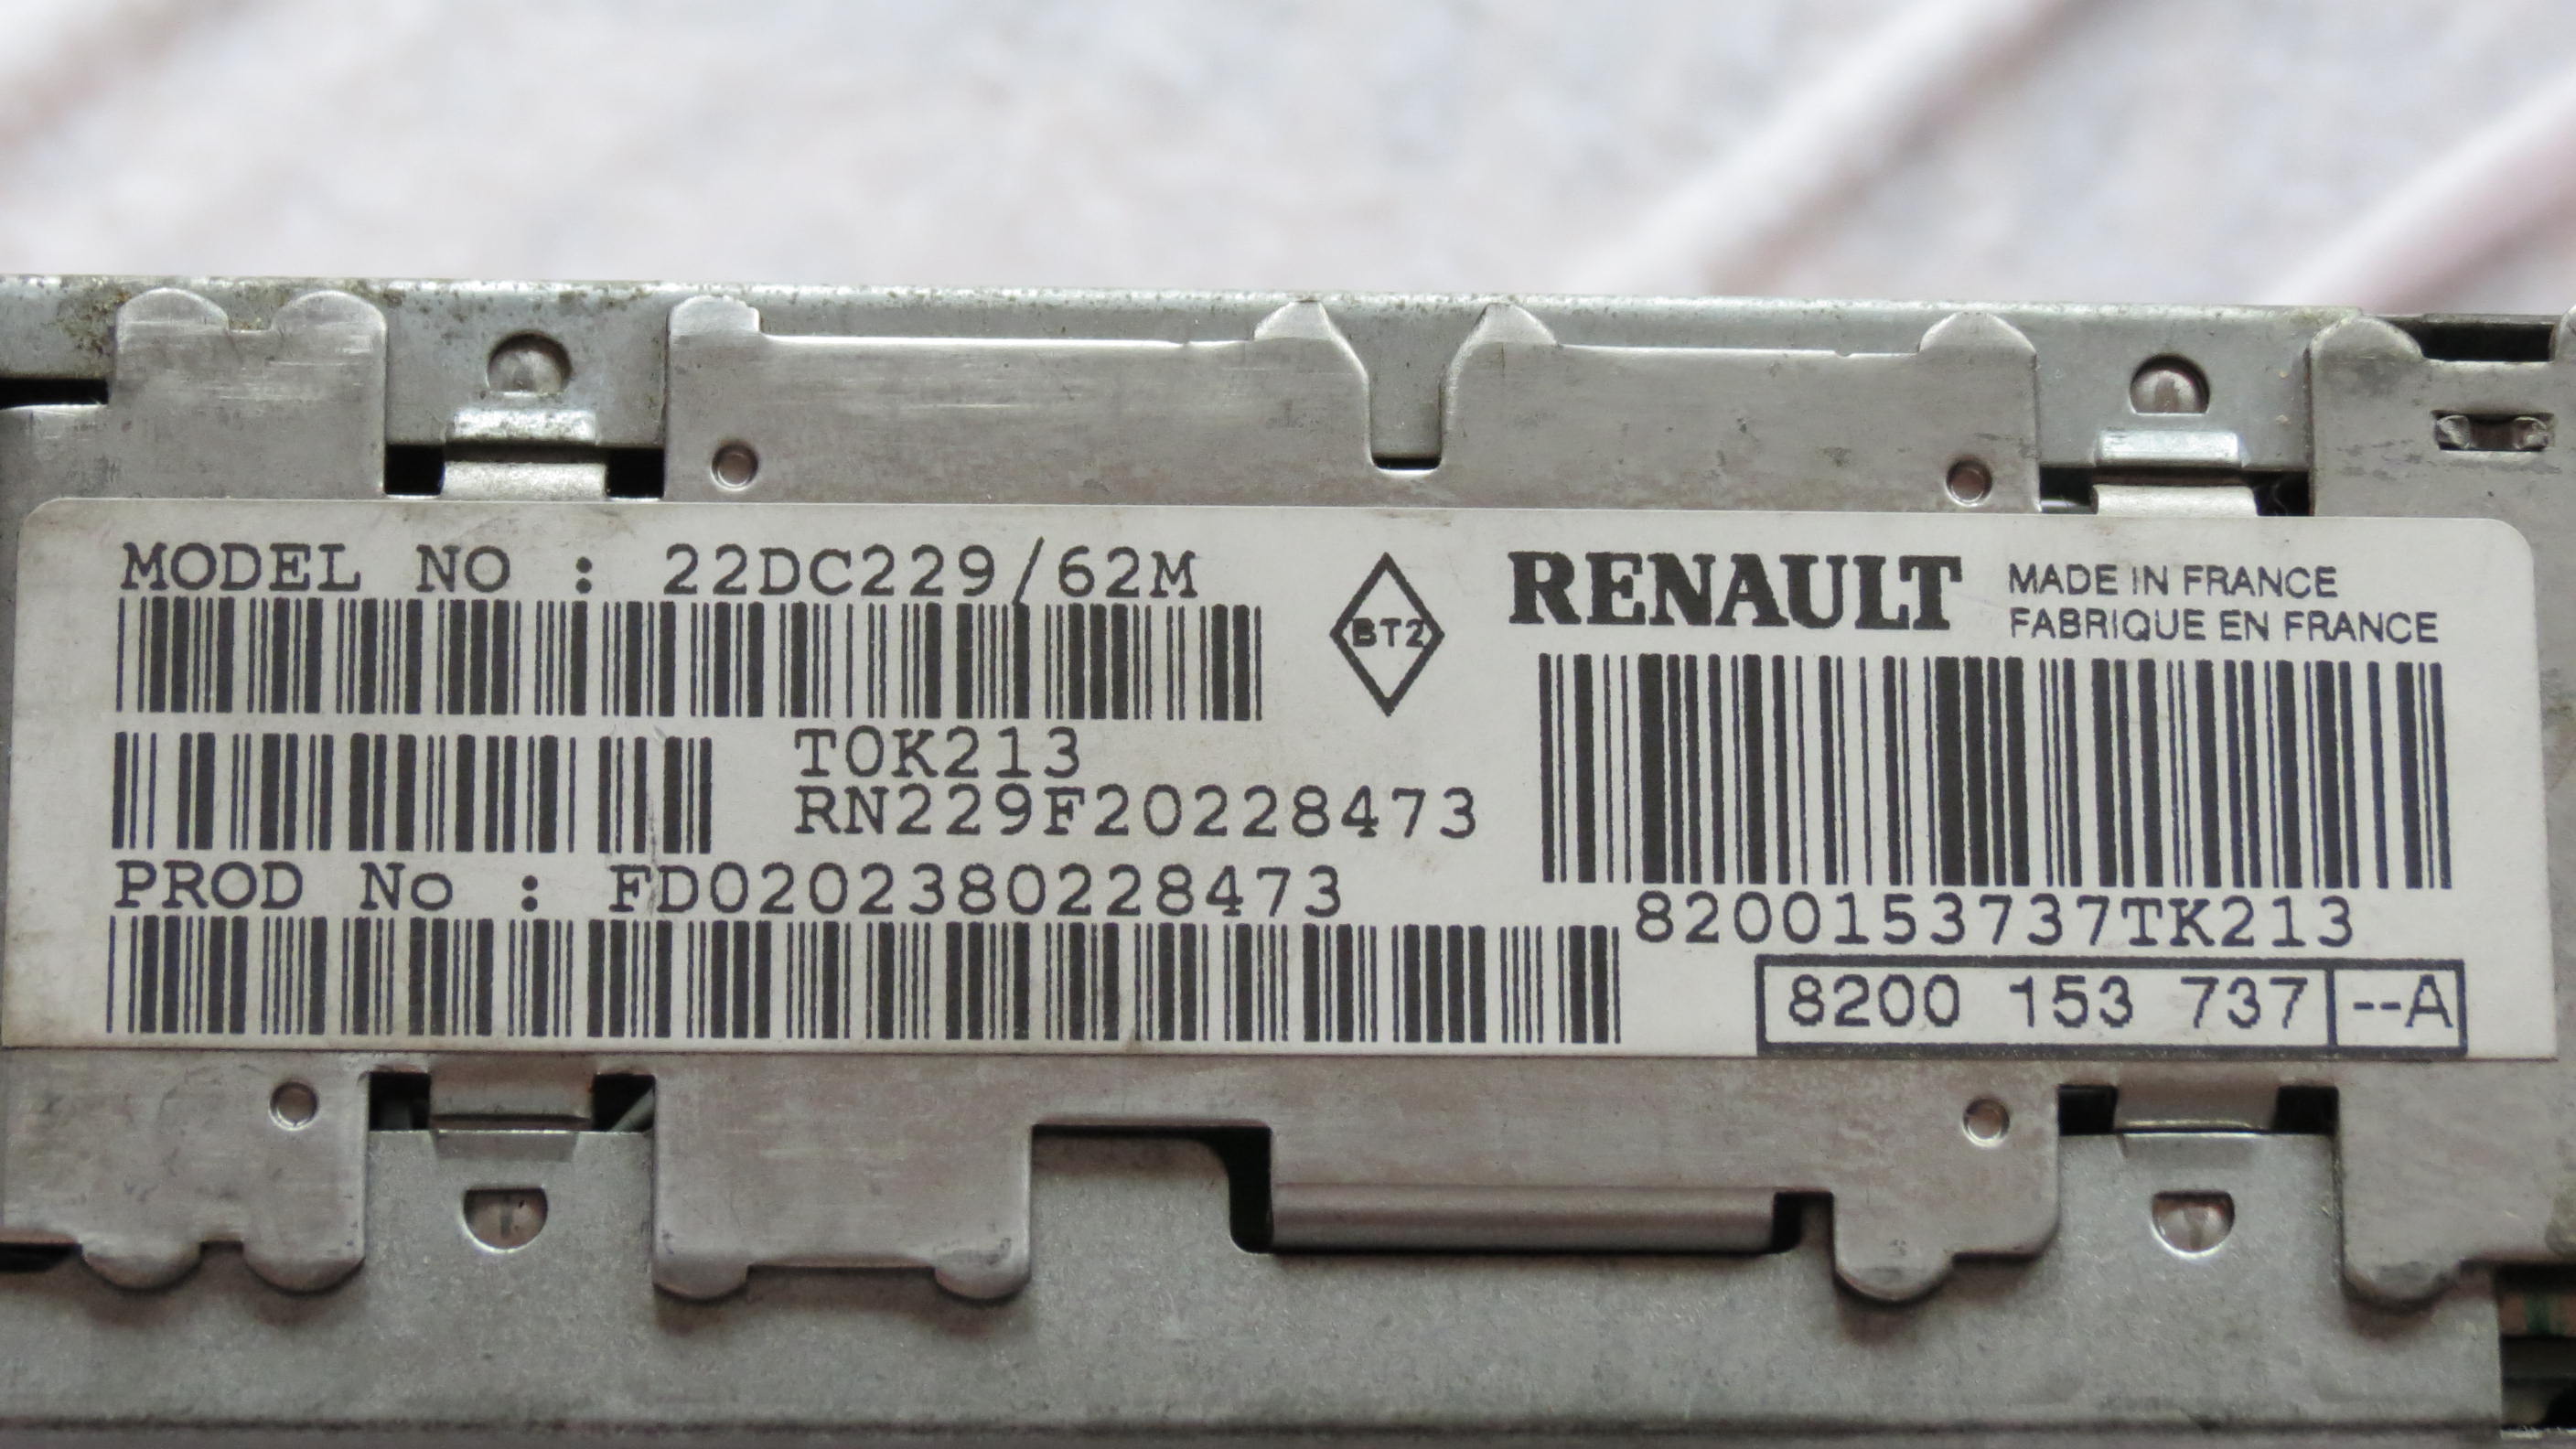 MODEL NO : 22DC229/62M
T0K213
RN229F20228473
PROD No : FD0202380228473
BT2
RENAULT
MADE IN FRANCE
FABRIQUE EN FRANCE
8200153737TK213
8200 153 737 --A